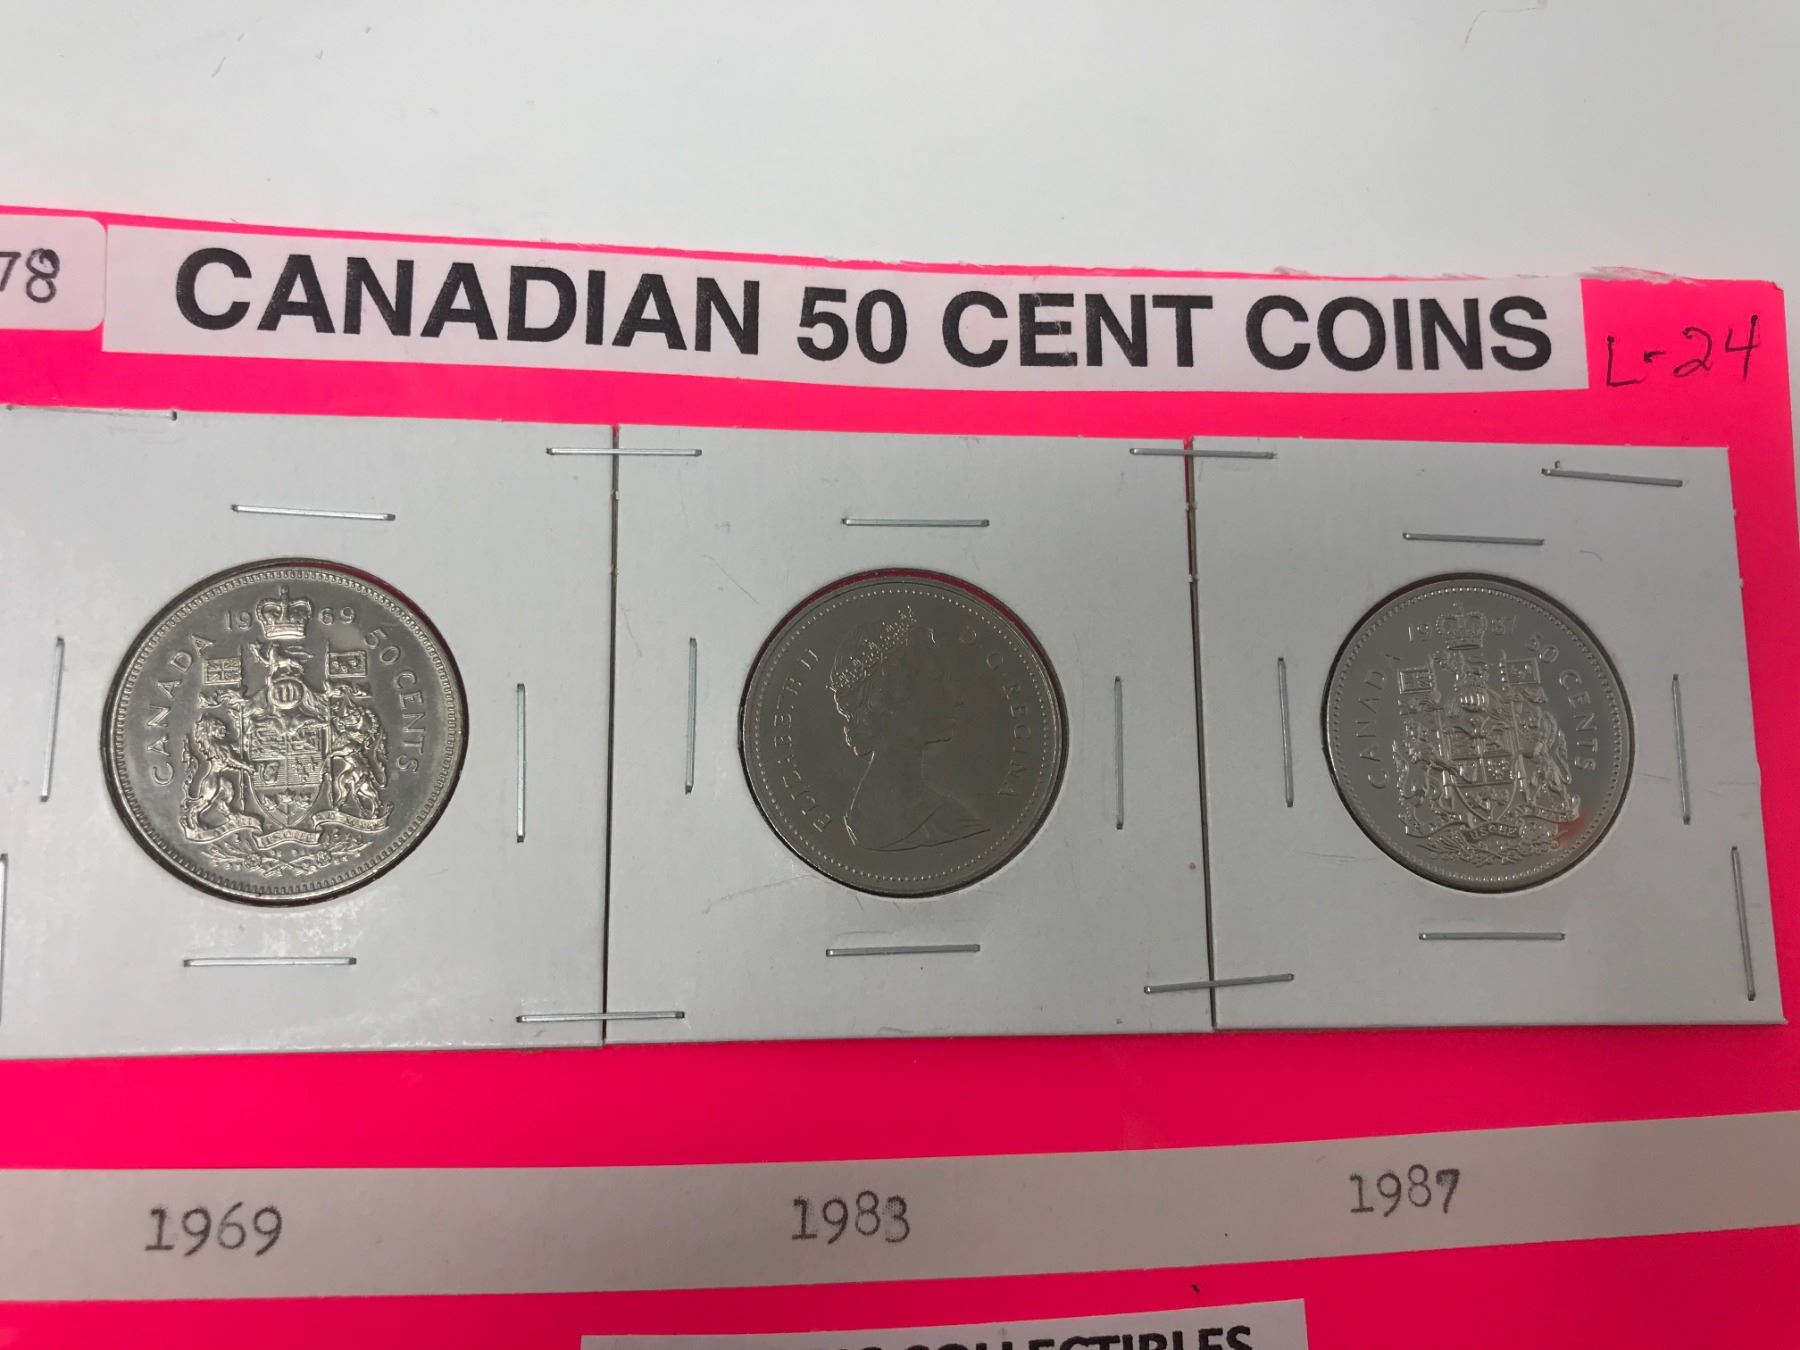 78
CANADIAN 50 CENT COINS
L-24
CANADA 1969 50 CENTS
ELIZABETH II D·G·REGINA
CANADA 1987 50 CENTS
1969
1983
1987
COLLECTIBLES